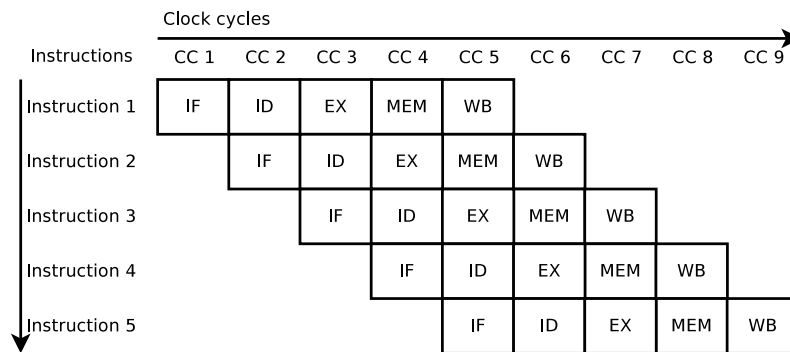 Clock cycles
Instructions CC 1 CC 2 CC 3 CC 4 CC 5 CC 6 CC 7 CC 8 CC 9
Instruction 1 IF ID EX MEM WB
Instruction 2 IF ID EX MEM WB
Instruction 3 IF ID EX MEM WB
Instruction 4 IF ID EX MEM WB
Instruction 5 IF ID EX MEM WB